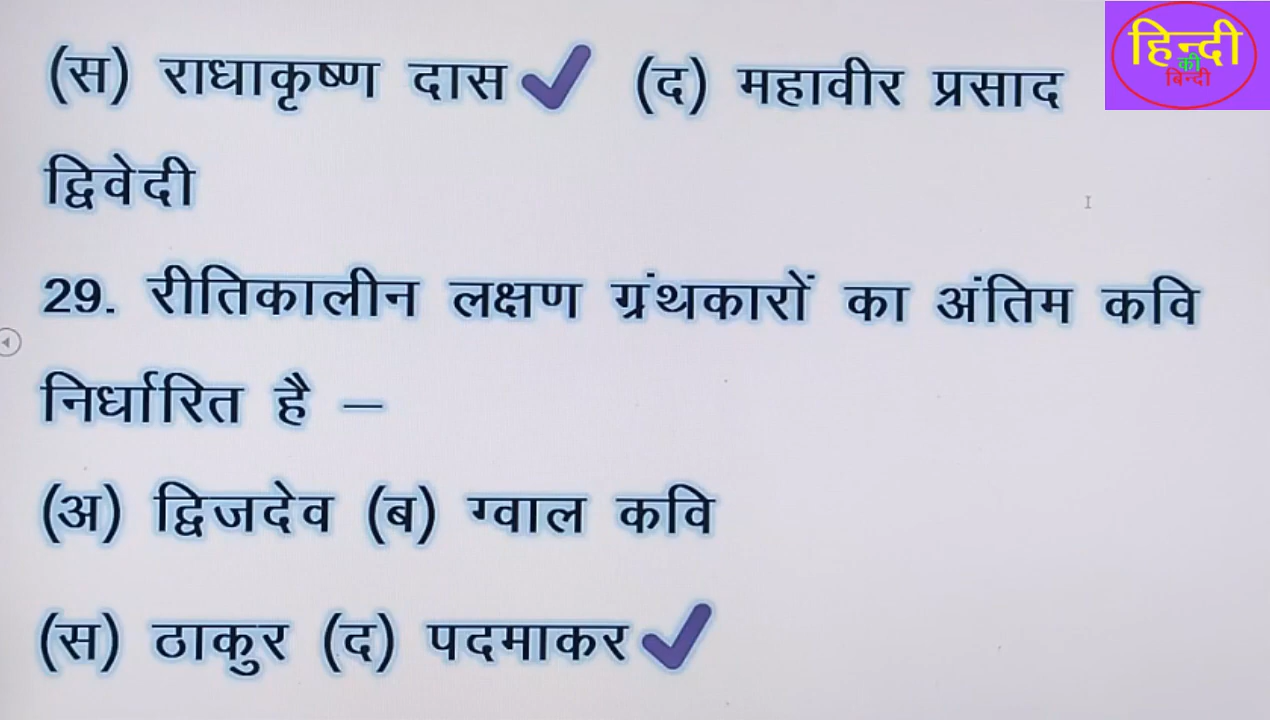 हिन्दी
की
बिन्दी
(स) राधाकृष्ण दास (द) महावीर प्रसाद
द्विवेदी
29. रीतिकालीन लक्षण ग्रंथकारों का अंतिम कवि
निर्धारित है –
(अ) द्विजदेव (ब) ग्वाल कवि
(स) ठाकुर (द) पदमाकर